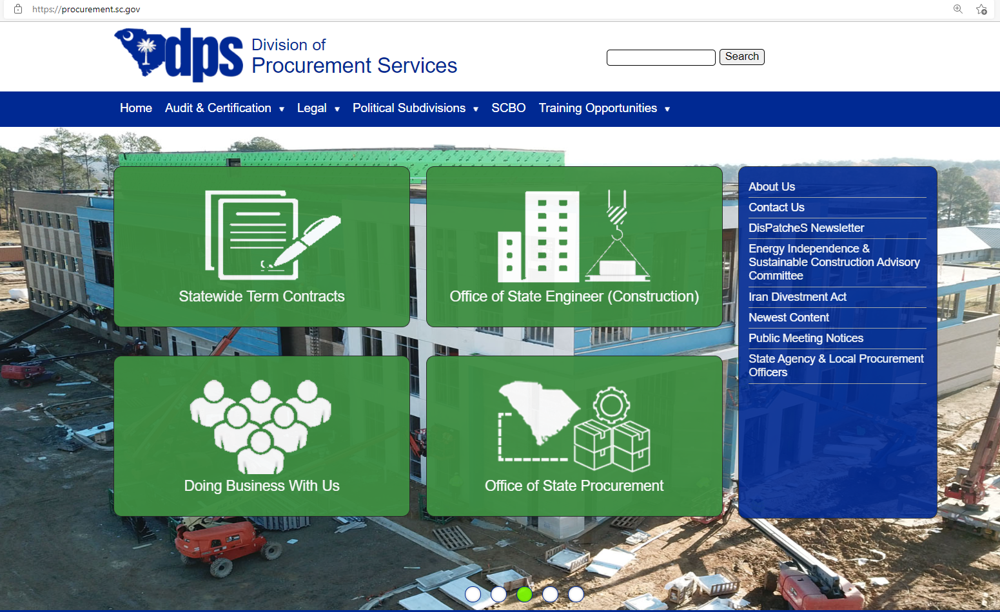 https://procurement.sc.gov
dps
Division of
Procurement Services
Search
Home Audit & Certification Legal Political Subdivisions SCBO Training Opportunities
Statewide Term Contracts
Office of State Engineer (Construction)
Doing Business With Us
Office of State Procurement
About Us
Contact Us
DisPatcheS Newsletter
Energy Independence &
Sustainable Construction Advisory
Committee
Iran Divestment Act
Newest Content
Public Meeting Notices
State Agency & Local Procurement
Officers